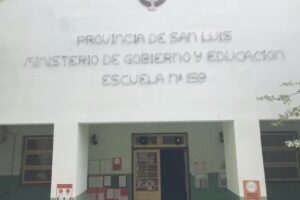 PROVINCIA DE SAN LUIS
MINISTERIO DE GOBIERNO Y EDUCACION
ESCUELA Nº 159